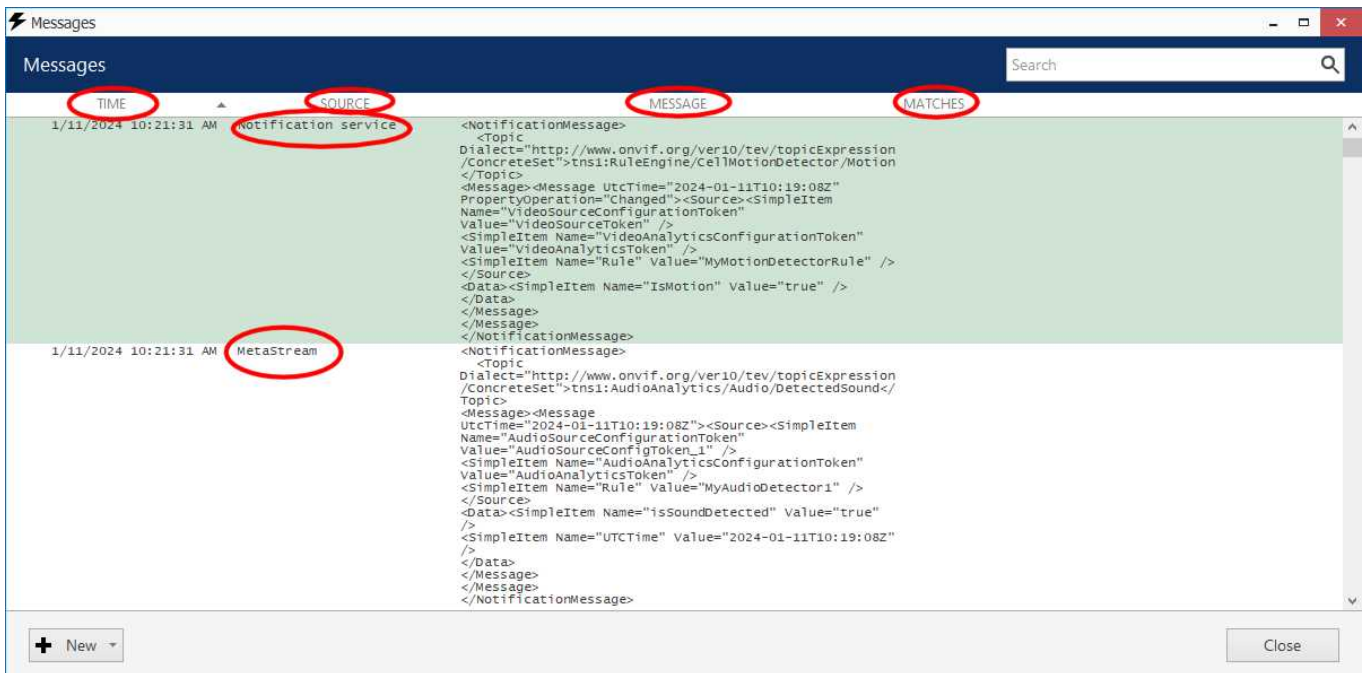 Messages
Messages
Search
TIME SOURCE MESSAGE MATCHES
1/11/2024 10:21:31 AM Notification service <NotificationMessage>
<Topic
Dialect="http://www.onvif.org/ver10/tev/topicExpression
/ConcreteSet">tns1:RuleEngine/CellMotionDetector/Motion
</Topic>
<Message><Message UtcTime="2024-01-11T10:19:08Z"
PropertyOperation="Changed"><Source><SimpleItem
Name="VideoSourceConfigurationToken"
Value="VideoSourceToken" />
<SimpleItem Name="VideoAnalyticsConfigurationToken"
Value="VideoAnalyticsToken" />
<SimpleItem Name="Rule" Value="MyMotionDetectorRule" />
</Source>
<Data><SimpleItem Name="IsMotion" Value="true" />
</Data>
</Message>
</Message>
</NotificationMessage>
1/11/2024 10:21:31 AM MetaStream <NotificationMessage>
<Topic
Dialect="http://www.onvif.org/ver10/tev/topicExpression
/ConcreteSet">tns1:AudioAnalytics/Audio/DetectedSound</
Topic>
<Message><Message
UtcTime="2024-01-11T10:19:08Z"><Source><SimpleItem
Name="AudioSourceConfigurationToken"
Value="AudioSourceConfigToken_1" />
<SimpleItem Name="AudioAnalyticsConfigurationToken"
Value="AudioAnalyticsToken" />
<SimpleItem Name="Rule" Value="MyAudioDetector1" />
</Source>
<Data><SimpleItem Name="isSoundDetected" Value="true"
/>
<SimpleItem Name="UTCTime" Value="2024-01-11T10:19:08Z"
/>
</Data>
</Message>
</Message>
</NotificationMessage>
New
Close